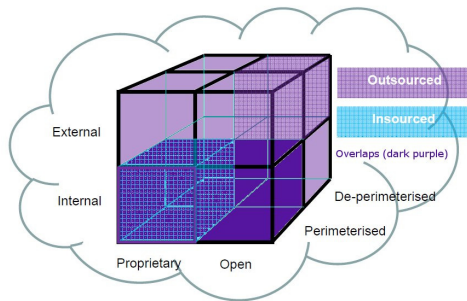 Outsourced
Insourced
Overlaps (dark purple)
External
Internal
De-perimeterised
Perimeterised
Proprietary
Open